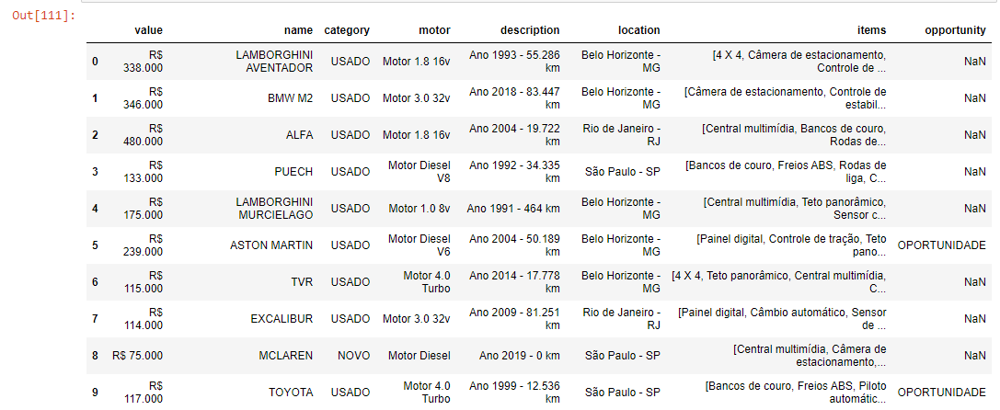 Out[111]:
value name category motor description location items opportunity
0 R$ 338.000 LAMBORGHINI AVENTADOR USADO Motor 1.8 16v Ano 1993 - 55.286 km Belo Horizonte - MG [4 X 4, Câmera de estacionamento, Controle de ... NaN
1 R$ 346.000 BMW M2 USADO Motor 3.0 32v Ano 2018 - 83.447 km Belo Horizonte - MG [Câmera de estacionamento, Controle de estabil... NaN
2 R$ 480.000 ALFA USADO Motor 1.8 16v Ano 2004 - 19.722 km Rio de Janeiro - RJ [Central multimídia, Bancos de couro, Rodas de... NaN
3 R$ 133.000 PUECH USADO Motor Diesel V8 Ano 1992 - 34.335 km São Paulo - SP [Bancos de couro, Freios ABS, Rodas de liga, C... NaN
4 R$ 175.000 LAMBORGHINI MURCIELAGO USADO Motor 1.0 8v Ano 1991 - 464 km Belo Horizonte - MG [Central multimídia, Teto panorâmico, Sensor c... NaN
5 R$ 239.000 ASTON MARTIN USADO Motor Diesel V6 Ano 2004 - 50.189 km Belo Horizonte - MG [Painel digital, Controle de tração, Teto pano... OPORTUNIDADE
6 R$ 115.000 TVR USADO Motor 4.0 Turbo Ano 2014 - 17.778 km Belo Horizonte - MG [4 X 4, Teto panorâmico, Central multimídia, C... NaN
7 R$ 114.000 EXCALIBUR USADO Motor 3.0 32v Ano 2009 - 81.251 km Rio de Janeiro - RJ [Painel digital, Câmbio automático, Sensor de ... NaN
8 R$ 75.000 MCLAREN NOVO Motor Diesel Ano 2019 - 0 km São Paulo - SP [Central multimídia, Câmera de estacionamento,... NaN
9 R$ 117.000 TOYOTA USADO Motor 4.0 Turbo Ano 1999 - 12.536 km São Paulo - SP [Bancos de couro, Freios ABS, Piloto automátic... OPORTUNIDADE